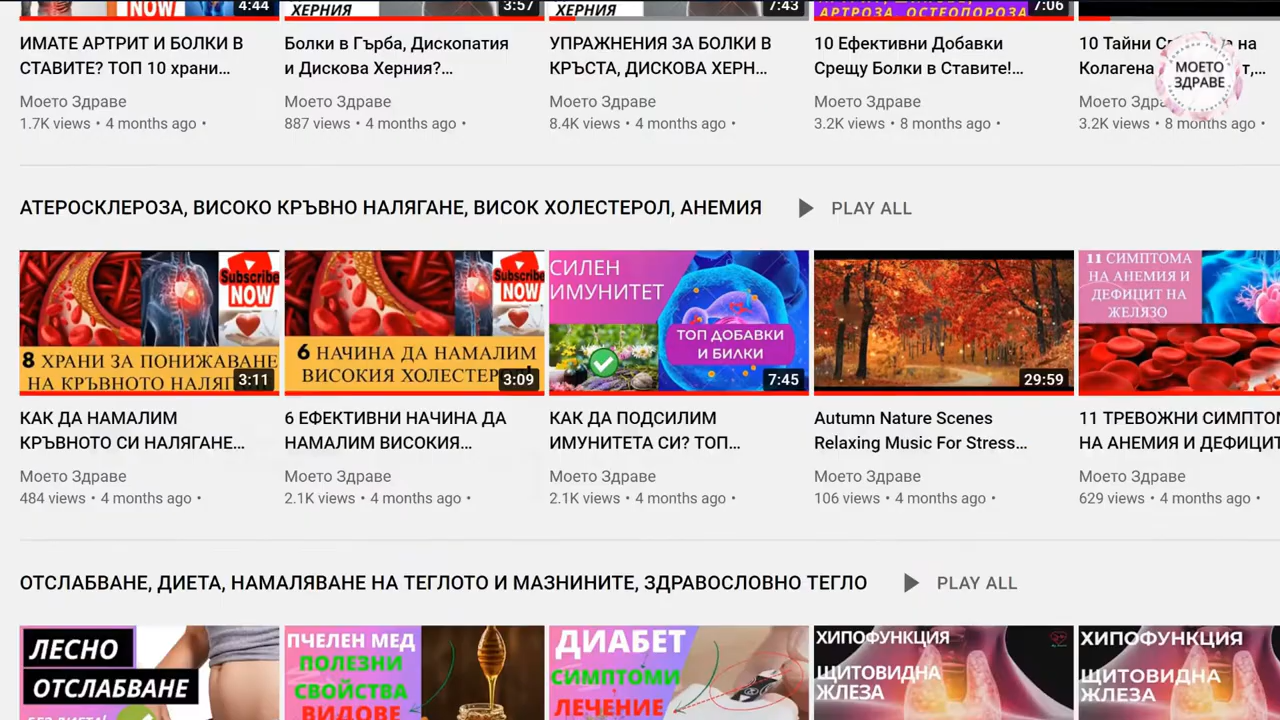 NOW
4:44
ХЕРНИЯ
3:57
ХЕРНИЯ
7:43
АРТРОЗА, ОСТЕОПОРОЗА
7:06
ИМАТЕ АРТРИТ И БОЛКИ В
СТАВИТЕ? ТОП 10 храни...
Моето Здраве
1.7K views • 4 months ago •
Болки в Гърба, Дископатия
и Дискова Херния?...
Моето Здраве
887 views • 4 months ago •
УПРАЖНЕНИЯ ЗА БОЛКИ В
КРЪСТА, ДИСКОВА ХЕРН...
Моето Здраве
8.4K views • 4 months ago •
10 Ефективни Добавки
Срещу Болки в Ставите!...
Моето Здраве
3.2K views • 8 months ago •
10 Тайни на
Колагена
Моето
3.2K views • 8 months ago •
МОЕТО
ЗДРАВЕ
АТЕРОСКЛЕРОЗА, ВИСОКО КРЪВНО НАЛЯГАНЕ, ВИСОК ХОЛЕСТЕРОЛ, АНЕМИЯ
PLAY ALL
Subscribe
NOW
8 ХРАНИ ЗА ПОНИЖАВАНЕ
НА КРЪВНОТО
3:11
Subscribe
NOW
6 НАЧИНА ДА НАМАЛИМ
ВИСОКИЯ
3:09
СИЛЕН
ИМУНИТЕТ
ТОП ДОБАВКИ
И БИЛКИ
7:45
29:59
11 СИМПТОМА
НА АНЕМИЯ И
ДЕФИЦИТ НА
ЖЕЛЯЗО
КАК ДА НАМАЛИМ
КРЪВНОТО СИ НАЛЯГАНЕ...
Моето Здраве
484 views • 4 months ago •
6 ЕФЕКТИВНИ НАЧИНА ДА
НАМАЛИМ ВИСОКИЯ...
Моето Здраве
2.1K views • 4 months ago •
КАК ДА ПОДСИЛИМ
ИМУНИТЕТА СИ? ТОП...
Моето Здраве
2.1K views • 4 months ago •
Autumn Nature Scenes
Relaxing Music For Stress...
Моето Здраве
106 views • 4 months ago •
11 ТРЕВОЖНИ СИМПТОМ
НА АНЕМИЯ И ДЕФИЦИТ
Моето Здраве
629 views • 4 months ago •
ОТСЛАБВАНЕ, ДИЕТА, НАМАЛЯВАНЕ НА ТЕГЛОТО И МАЗНИНИТЕ, ЗДРАВОСЛОВНО ТЕГЛО
PLAY ALL
ЛЕСНО
ОТСЛАБВАНЕ
БЕЗ ДИЕТА!
ПЧЕЛЕН МЕД
ПОЛЕЗНИ
СВОЙСТВА
ВИДОВЕ
ДИАБЕТ
СИМПТОМИ
ЛЕЧЕНИЕ
ХИПОФУНКЦИЯ
ЩИТОВИДНА
ЖЛЕЗА
ХИПОФУНКЦИЯ
ЩИТОВИДНА
ЖЛЕЗА